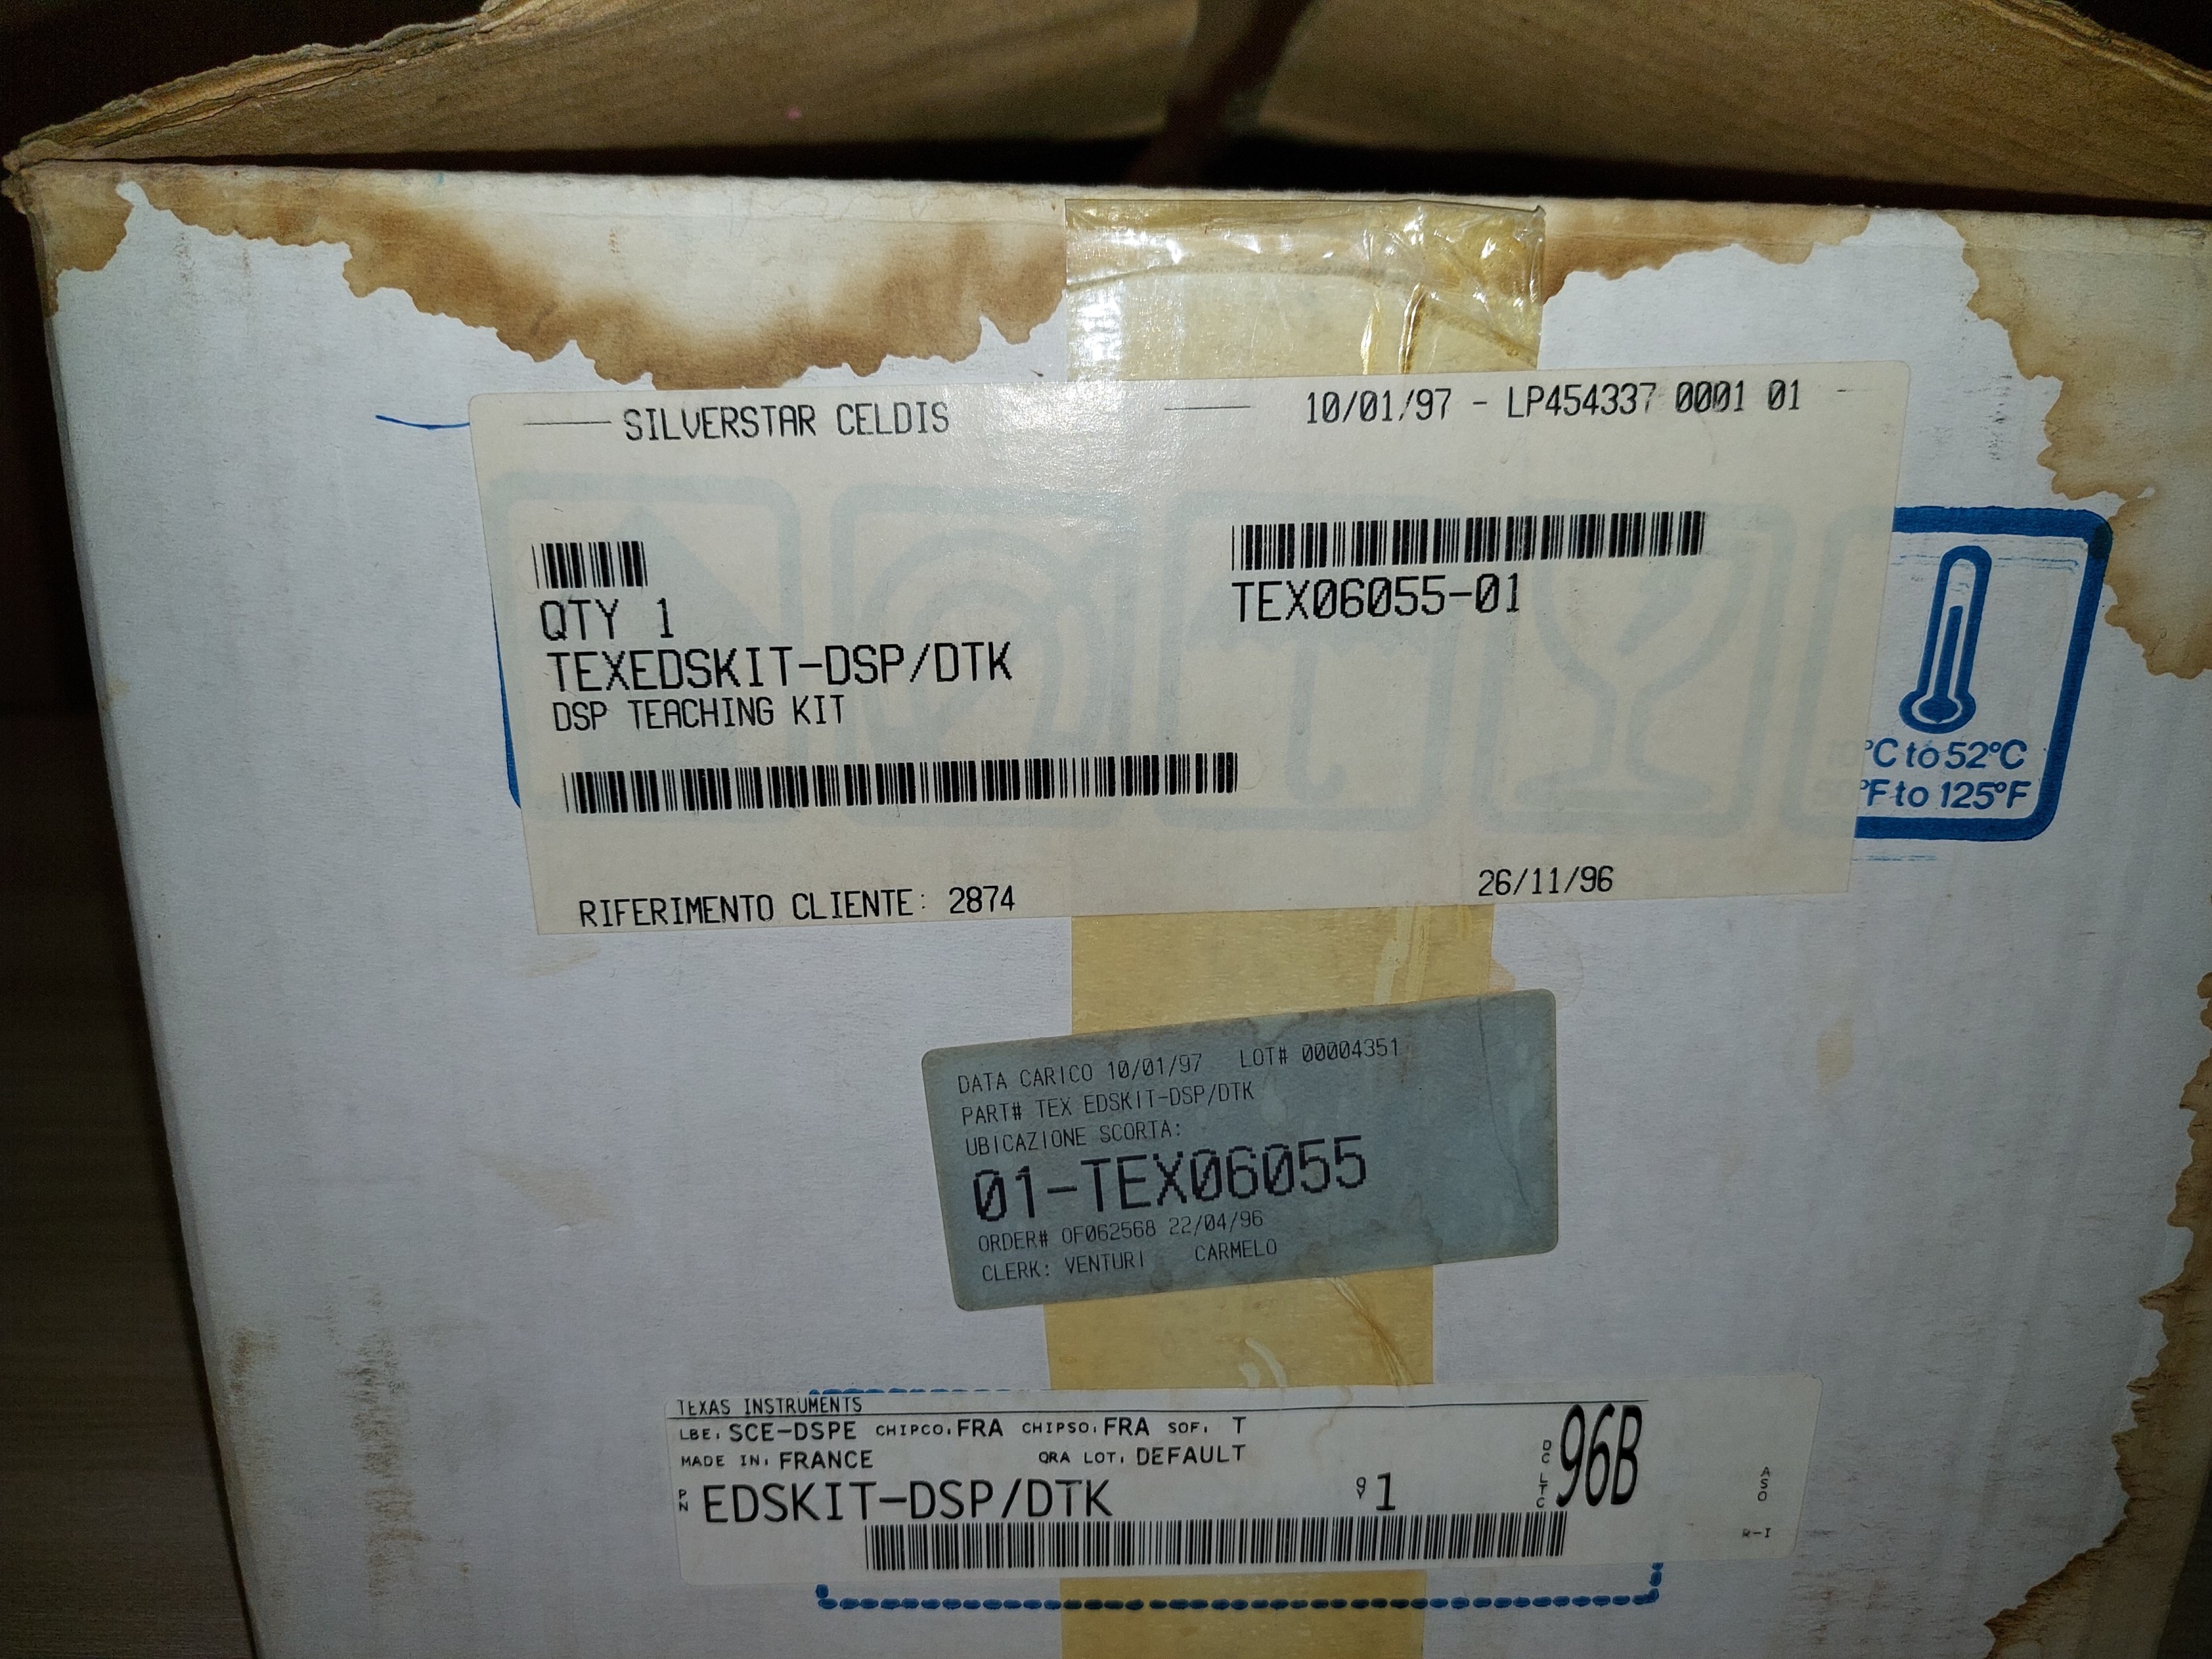 SILVERSTAR CELDIS 10/01/97 - LP454337 0001 01
QTY 1
TEX06055-01
TEXEDSKIT-DSP/DTK
DSP TEACHING KIT
°C to 52°C
°F to 125°F
RIFERIMENTO CLIENTE: 2874 26/11/96
DATA CARICO 10/01/97 LOT# 00004351
PART# TEX EDSKIT-DSP/DTK
UBICAZIONE SCORTA:
01-TEX06055
ORDER# OF062568 22/04/96
CLERK: VENTURI CARMELO
TEXAS INSTRUMENTS
LBE: SCE-DSPE CHIPCO: FRA CHIPSO: FRA SOF: T
MADE IN: FRANCE QRA LOT: DEFAULT
PN EDSKIT-DSP/DTK QY 1 DC LTC 96B
ASO
R-I